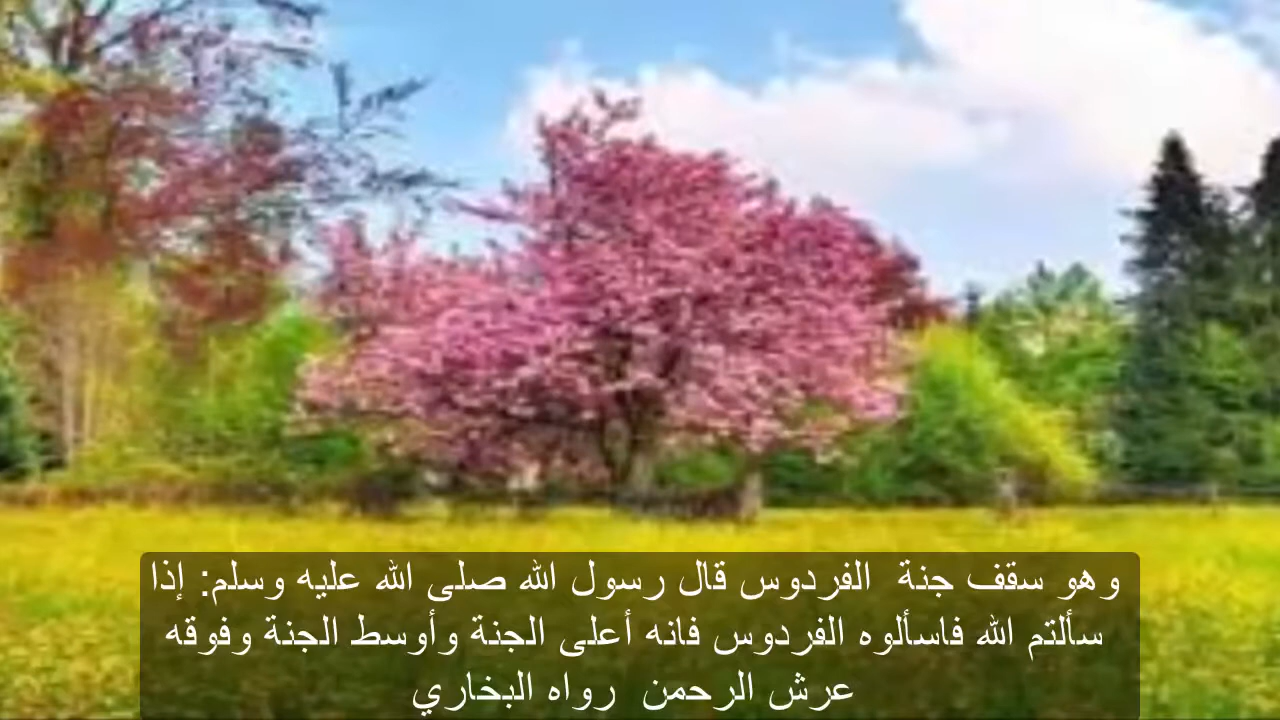 وهو سقف جنة  الفردوس قال رسول الله صلى الله عليه وسلم: إذا
سألتم الله فاسألوه الفردوس فانه أعلى الجنة وأوسط الجنة وفوقه
عرش الرحمن  رواه البخاري